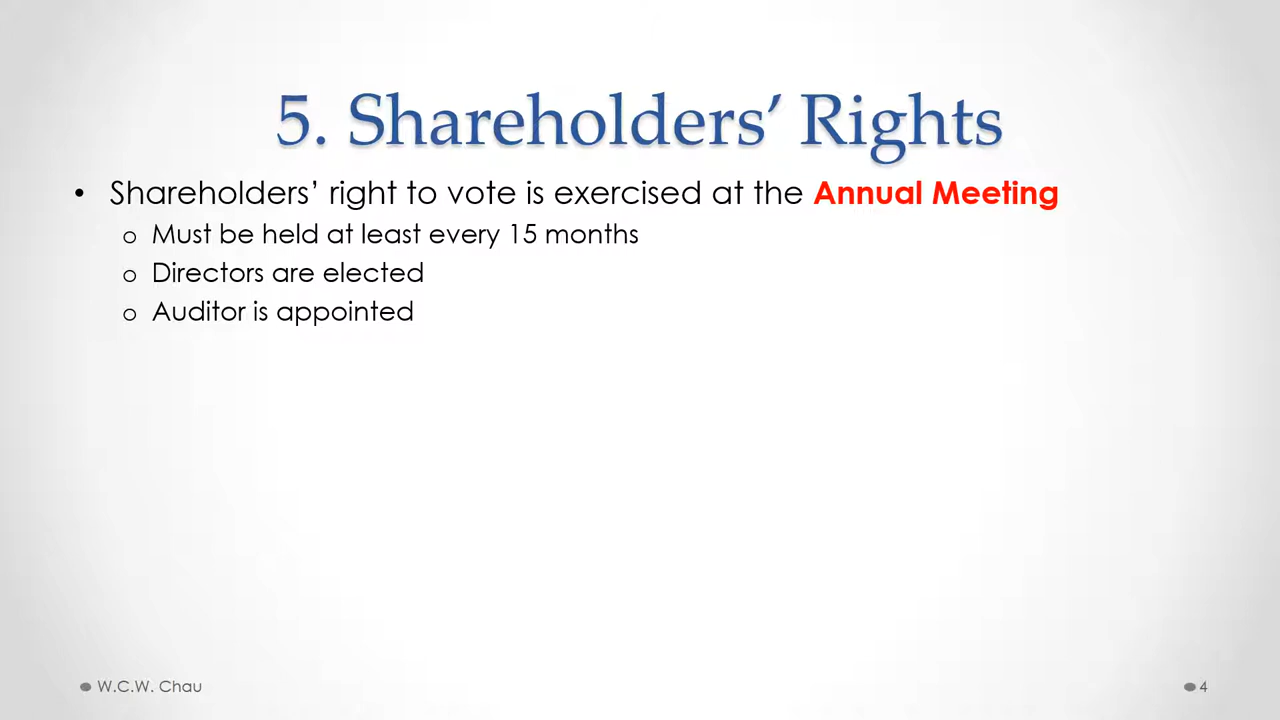 5. Shareholders’ Rights
• Shareholders’ right to vote is exercised at the Annual Meeting
o Must be held at least every 15 months
o Directors are elected
o Auditor is appointed
W.C.W. Chau
4